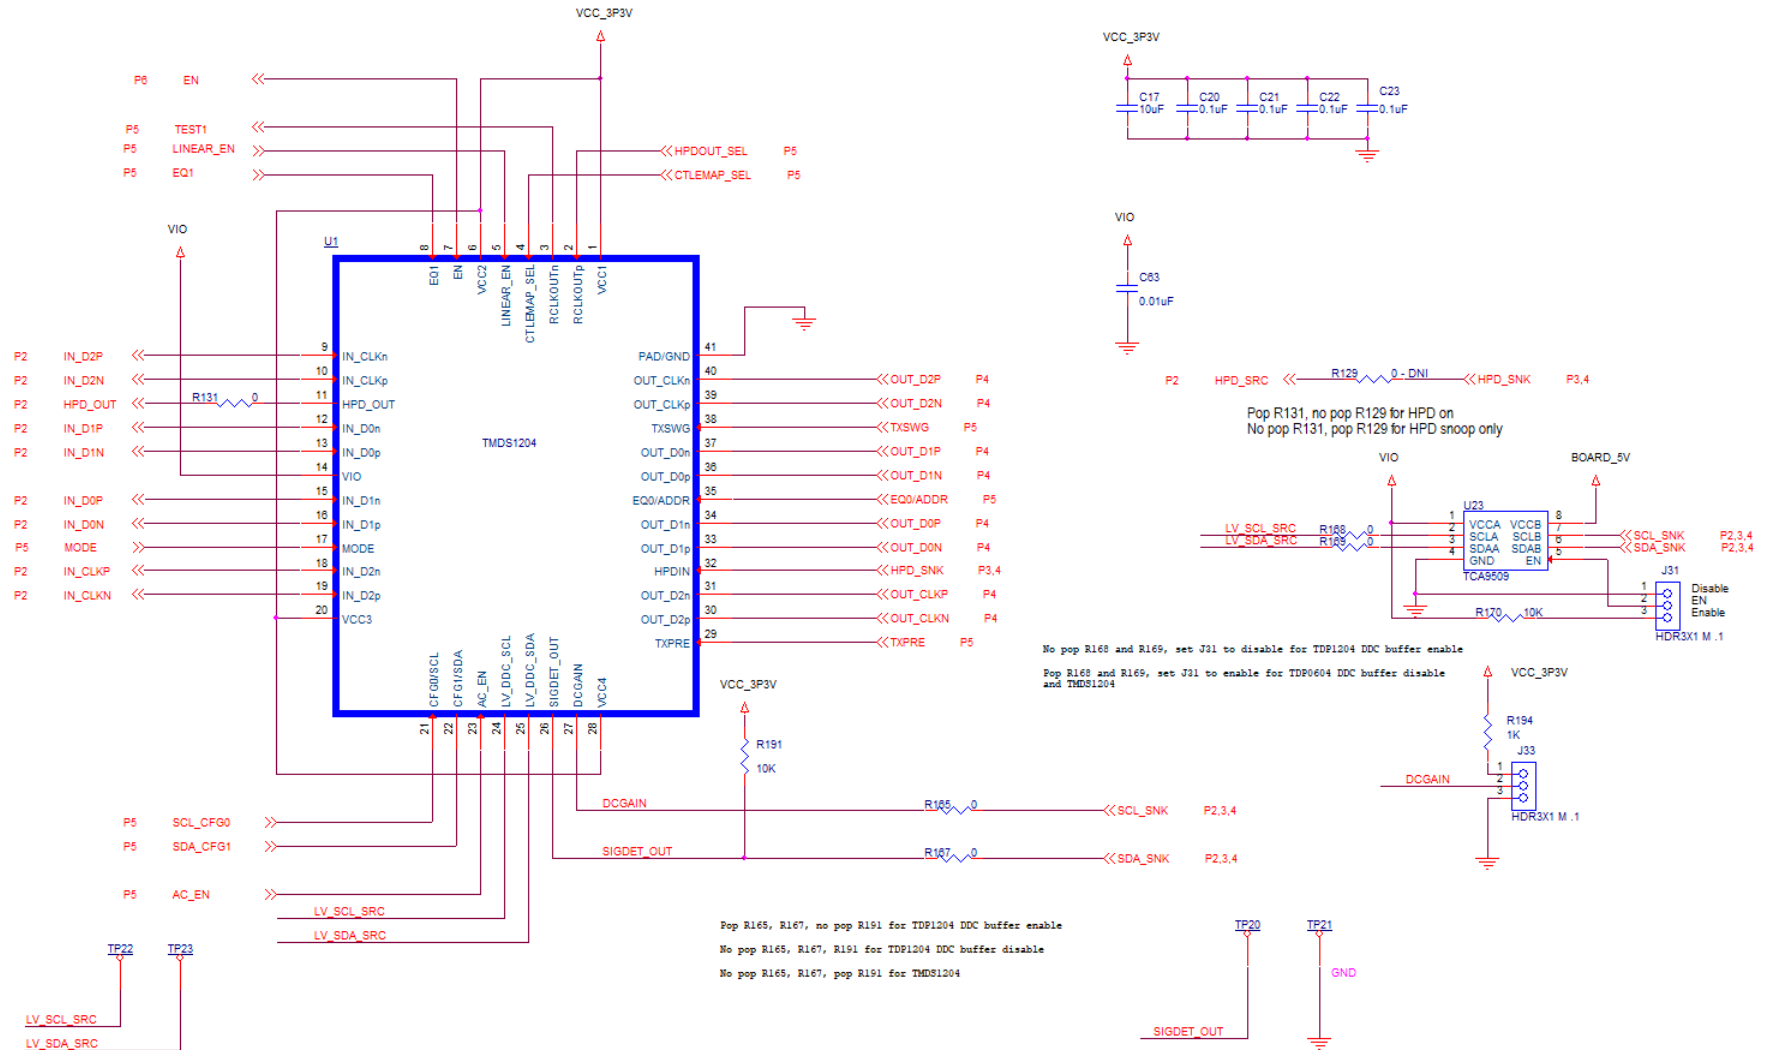 VCC_3P3V
P6 EN
P5 TEST1
P5 LINEAR_EN
P5 EQ1
HPDOUT_SEL P5
CTLEMAP_SEL P5
VIO
U1
8 7 6 5 4 3 2 1
EQ1
EN
VCC2
LINEAR_EN
CTLEMAP_SEL
RCLKOUTn
RCLKOUTp
VCC1
TMDS1204
P2 IN_D2P 9 IN_CLKn
P2 IN_D2N 10 IN_CLKp
P2 HPD_OUT R131 0 11 HPD_OUT
P2 IN_D1P 12 IN_D0n
P2 IN_D1N 13 IN_D0p
14 VIO
P2 IN_D0P 15 IN_D1n
P2 IN_D0N 16 IN_D1p
P5 MODE 17 MODE
P2 IN_CLKP 18 IN_D2n
P2 IN_CLKN 19 IN_D2p
20 VCC3
PAD/GND 41
OUT_CLKn 40 OUT_D2P P4
OUT_CLKp 39 OUT_D2N P4
TXSWG 38 TXSWG P5
OUT_D0n 37 OUT_D1P P4
OUT_D0p 36 OUT_D1N P4
EQ0/ADDR 35 EQ0/ADDR P5
OUT_D1n 34 OUT_D0P P4
OUT_D1p 33 OUT_D0N P4
HPDIN 32 HPD_SNK P3,4
OUT_D2n 31 OUT_CLKP P4
OUT_D2p 30 OUT_CLKN P4
TXPRE 29 TXPRE P5
CFG0/SCL
CFG1/SDA
AC_EN
LV_DDC_SCL
LV_DDC_SDA
SIGDET_OUT
DCGAIN
VCC4
21 22 23 24 25 26 27 28
VCC_3P3V
R191
10K
DCGAIN R165 0 SCL_SNK P2,3,4
SIGDET_OUT R167 0 SDA_SNK P2,3,4
P5 SCL_CFG0
P5 SDA_CFG1
P5 AC_EN
LV_SCL_SRC
LV_SDA_SRC
Pop R165, R167, no pop R191 for TDP1204 DDC buffer enable
No pop R165, R167, R191 for TDP1204 DDC buffer disable
No pop R165, R167, pop R191 for TMDS1204
TP22 TP23
LV_SCL_SRC
LV_SDA_SRC
VCC_3P3V
C17 C20 C21 C22 C23
10uF 0.1uF 0.1uF 0.1uF 0.1uF
VIO
C63
0.01uF
P2 HPD_SRC R129 0 - DNI HPD_SNK P3,4
Pop R131, no pop R129 for HPD on
No pop R131, pop R129 for HPD snoop only
VIO BOARD_5V
U23
1 VCCA VCCB 8
LV_SCL_SRC R168 0 2 SCLA SCLB 7 SCL_SNK P2,3,4
LV_SDA_SRC R169 0 3 SDAA SDAB 6 SDA_SNK P2,3,4
4 GND EN 5
TCA9509
J31
1 Disable
2 EN
3 Enable
R170 10K
HDR3X1 M .1
No pop R168 and R169, set J31 to disable for TDP1204 DDC buffer enable
Pop R168 and R169, set J31 to enable for TDP0604 DDC buffer disable
and TMDS1204
VCC_3P3V
R194
1K
J33
1
DCGAIN 2
3
HDR3X1 M .1
TP20 TP21
GND
SIGDET_OUT